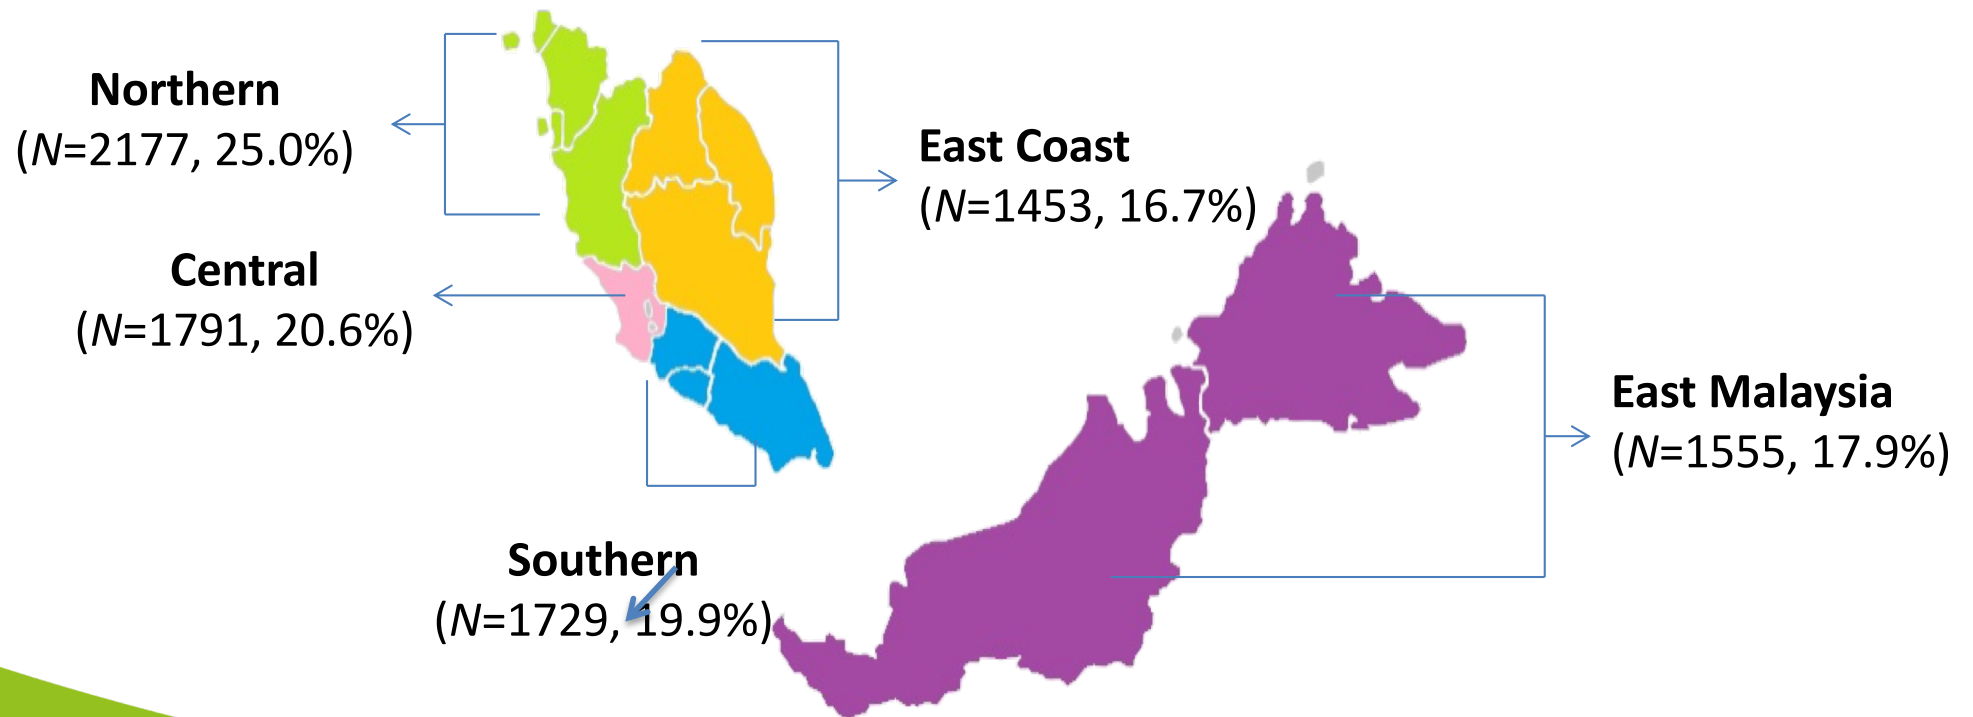 Northern
(N=2177, 25.0%)
East Coast
(N=1453, 16.7%)
Central
(N=1791, 20.6%)
East Malaysia
(N=1555, 17.9%)
Southern
(N=1729, 19.9%)